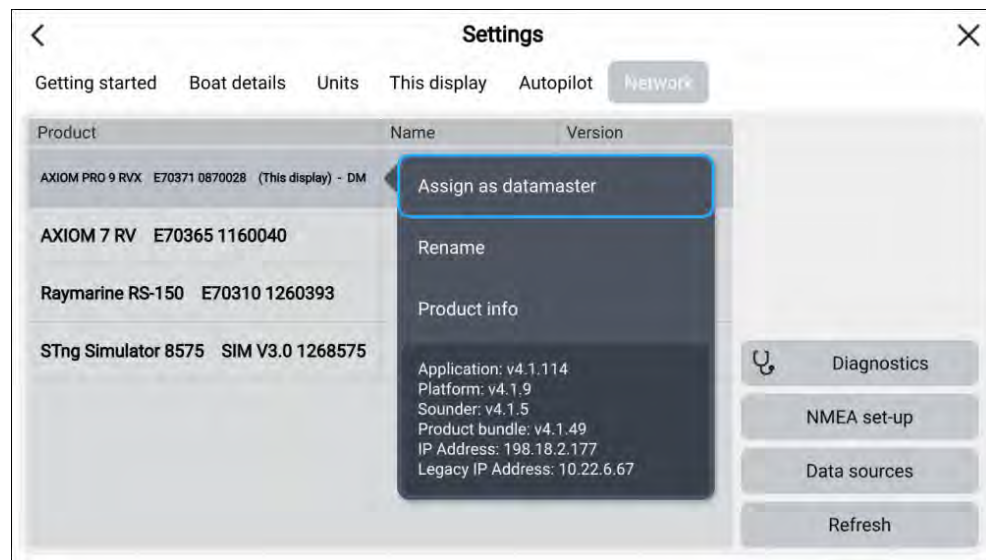 Settings
Getting started Boat details Units This display Autopilot Network
Product Name Version
AXIOM PRO 9 RVX E70371 0870028 (This display) - DM
Assign as datamaster
AXIOM 7 RV E70365 1160040
Rename
Raymarine RS-150 E70310 1260393
Product info
STng Simulator 8575 SIM V3.0 1268575
Application: v4.1.114
Platform: v4.1.9
Sounder: v4.1.5
Product bundle: v4.1.49
IP Address: 198.18.2.177
Legacy IP Address: 10.22.6.67
Diagnostics
NMEA set-up
Data sources
Refresh